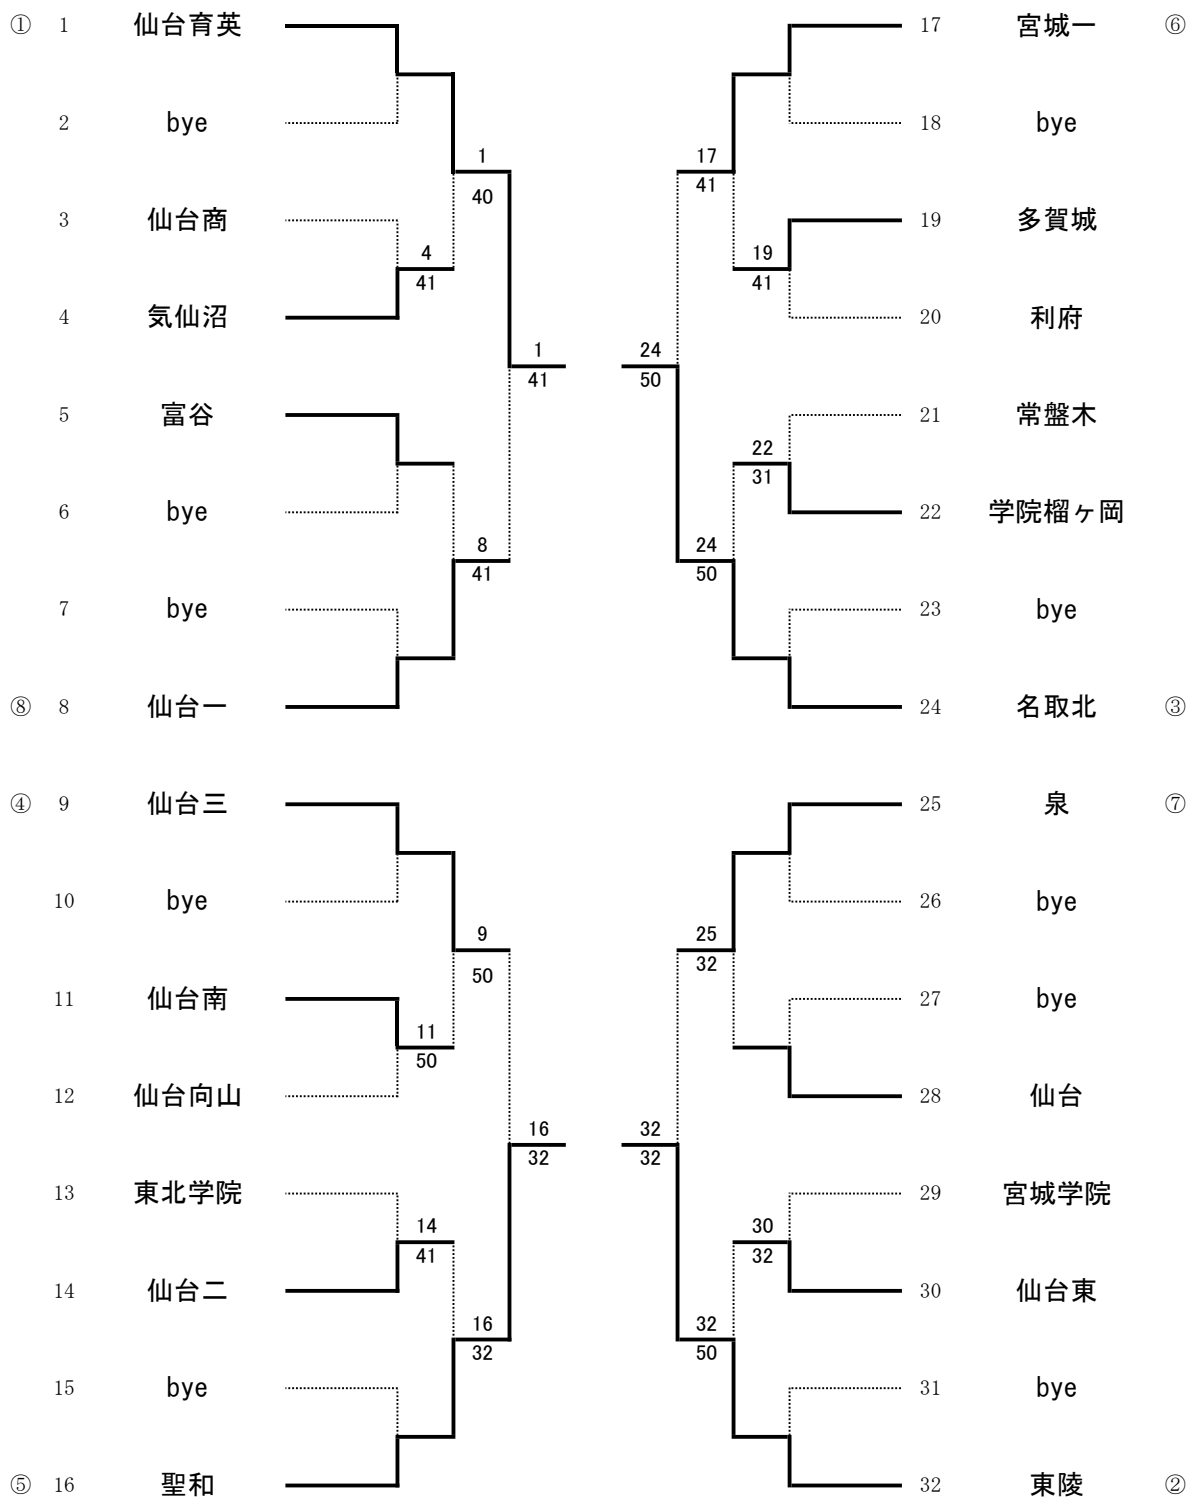 ① 1 仙台育英
2 bye
3 仙台商
4 気仙沼
5 富谷
6 bye
7 bye
⑧ 8 仙台一
④ 9 仙台三
10 bye
11 仙台南
12 仙台向山
13 東北学院
14 仙台二
15 bye
⑤ 16 聖和
4
41
11
50
14
41
1
40
8
41
9
50
16
32
1
41
16
32
24
50
32
32
17
41
24
50
25
32
32
50
19
41
22
31
30
32
17 宮城一 ⑥
18 bye
19 多賀城
20 利府
21 常盤木
22 学院榴ヶ岡
23 bye
24 名取北 ③
25 泉 ⑦
26 bye
27 bye
28 仙台
29 宮城学院
30 仙台東
31 bye
32 東陵 ②